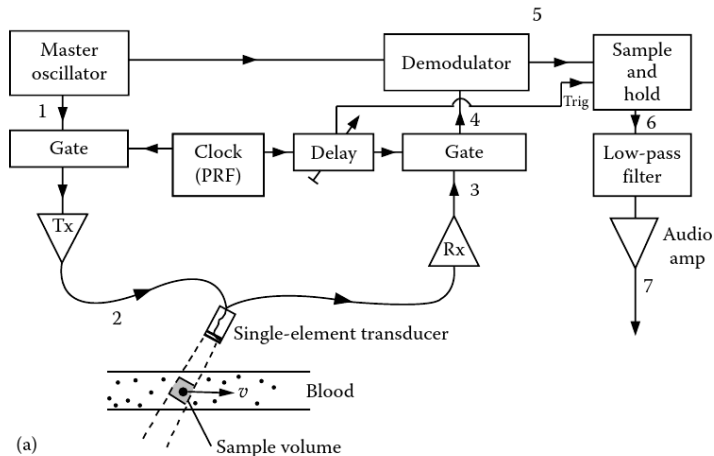 5
Master
oscillator
Demodulator
Sample
and
hold
Trig
1
4
6
Gate
Clock
(PRF)
Delay
Gate
Low-pass
filter
3
Tx
Rx
Audio
amp
2
7
Single-element transducer
v
Blood
(a)
Sample volume